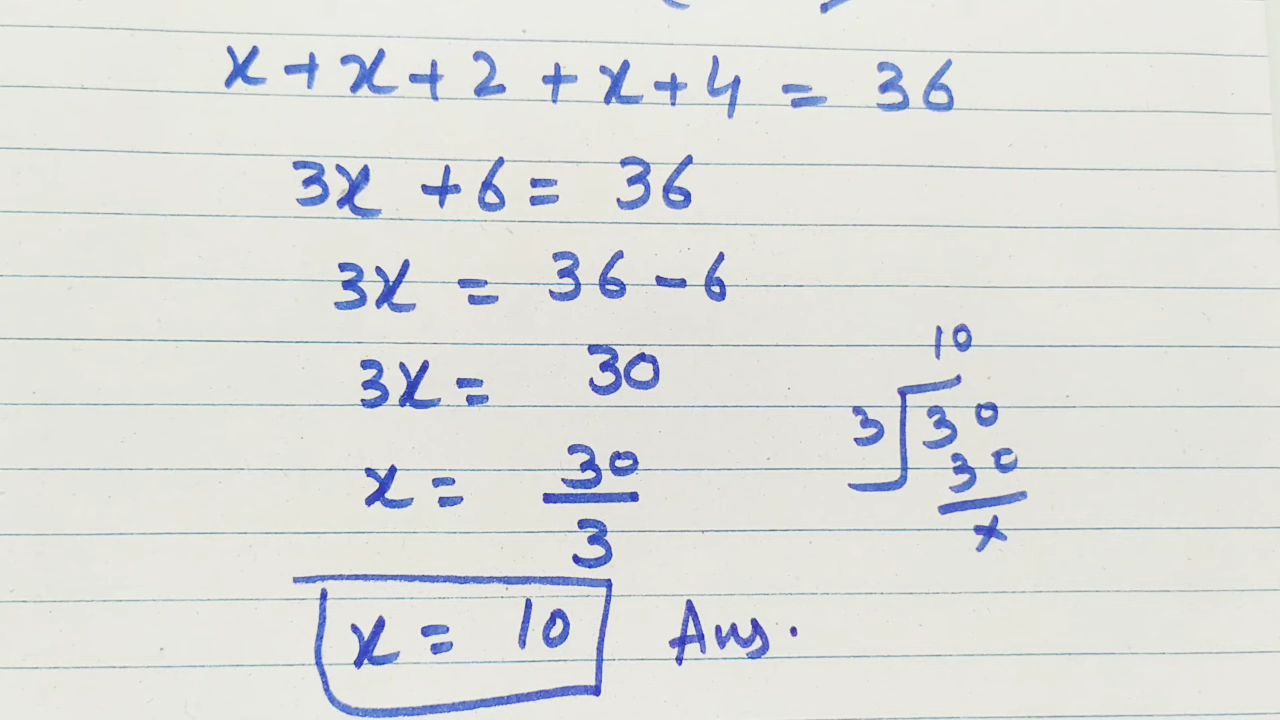 x + x + 2 + x + 4 = 36
3x + 6 = 36
3x = 36 - 6
3x = 30
x = 30/3
x = 10 Ans.
10
3 30
30
x